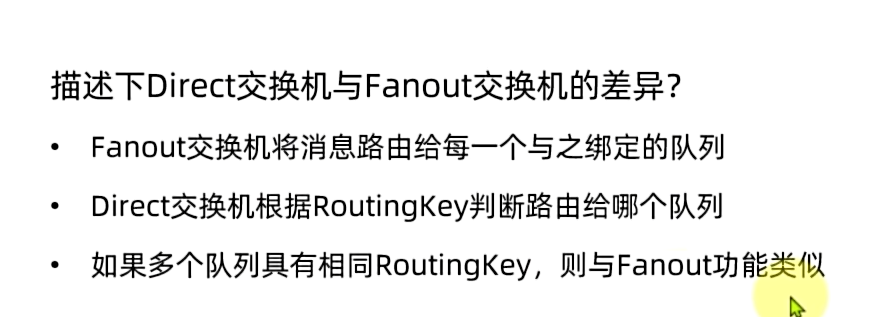 描述下Direct交换机与Fanout交换机的差异？
• Fanout交换机将消息路由给每一个与之绑定的队列
• Direct交换机根据RoutingKey判断路由给哪个队列
• 如果多个队列具有相同RoutingKey，则与Fanout功能类似